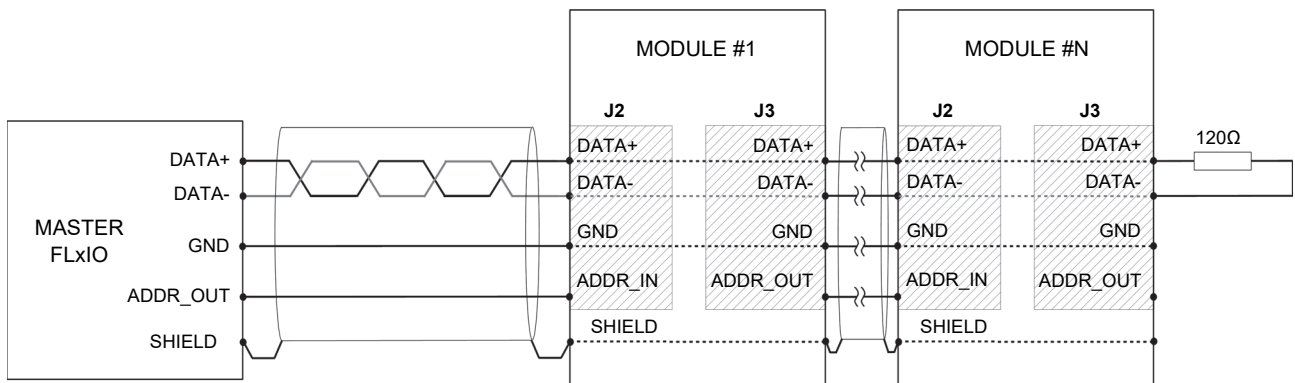 MODULE #1
MODULE #N
J2
J3
J2
J3
120Ω
DATA+
DATA+
DATA+
DATA+
DATA+
DATA-
DATA-
DATA-
DATA-
DATA-
MASTER
FLxIO
GND
GND
GND
GND
GND
ADDR_OUT
ADDR_IN
ADDR_OUT
ADDR_IN
ADDR_OUT
SHIELD
SHIELD
SHIELD